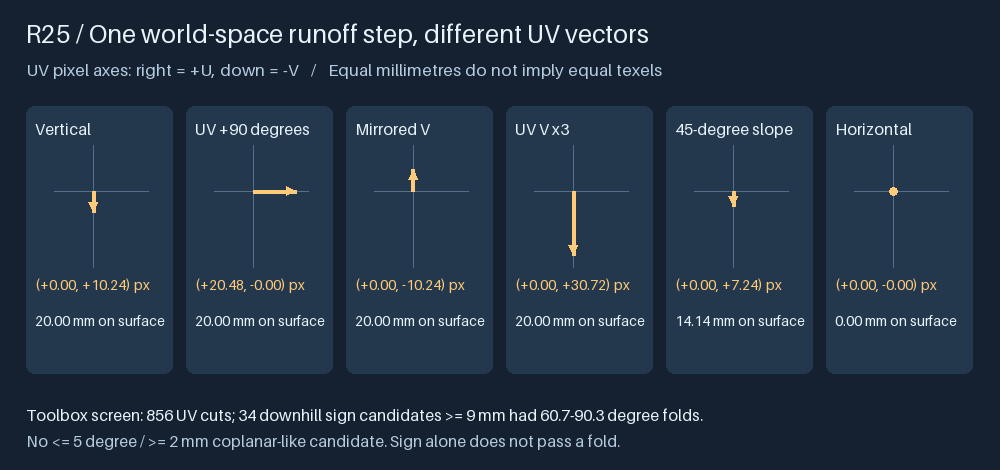 R25 / One world-space runoff step, different UV vectors
UV pixel axes: right = +U, down = -V / Equal millimetres do not imply equal texels
Vertical
(+0.00, +10.24) px
20.00 mm on surface
UV +90 degrees
(+20.48, -0.00) px
20.00 mm on surface
Mirrored V
(+0.00, -10.24) px
20.00 mm on surface
UV V x3
(+0.00, +30.72) px
20.00 mm on surface
45-degree slope
(+0.00, +7.24) px
14.14 mm on surface
Horizontal
(+0.00, -0.00) px
0.00 mm on surface
Toolbox screen: 856 UV cuts; 34 downhill sign candidates >= 9 mm had 60.7-90.3 degree folds.
No <= 5 degree / >= 2 mm coplanar-like candidate. Sign alone does not pass a fold.